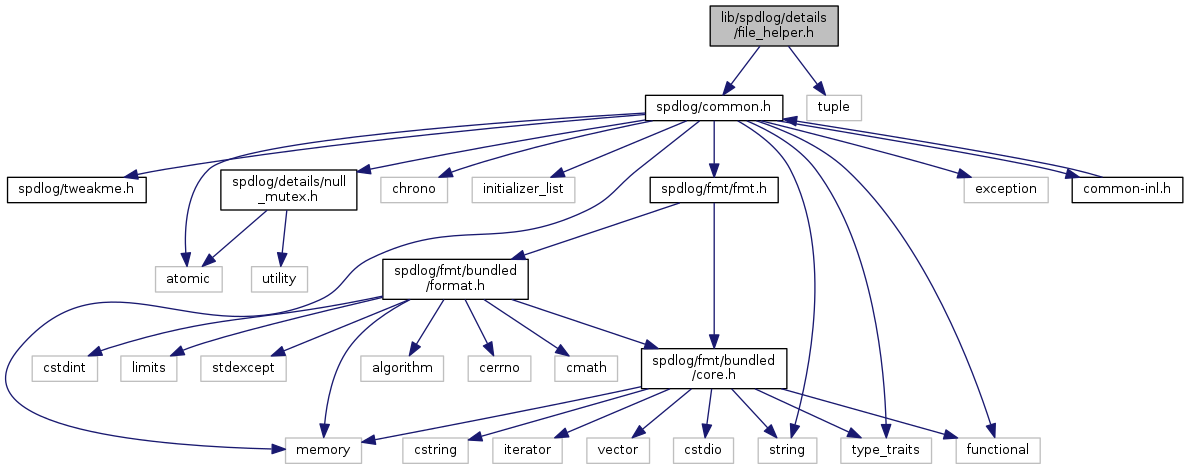 lib/spdlog/details
/file_helper.h
spdlog/common.h
tuple
spdlog/tweakme.h
spdlog/details/null
_mutex.h
chrono
initializer_list
spdlog/fmt/fmt.h
exception
common-inl.h
atomic
utility
spdlog/fmt/bundled
/format.h
cstdint
limits
stdexcept
algorithm
cerrno
cmath
spdlog/fmt/bundled
/core.h
memory
cstring
iterator
vector
cstdio
string
type_traits
functional